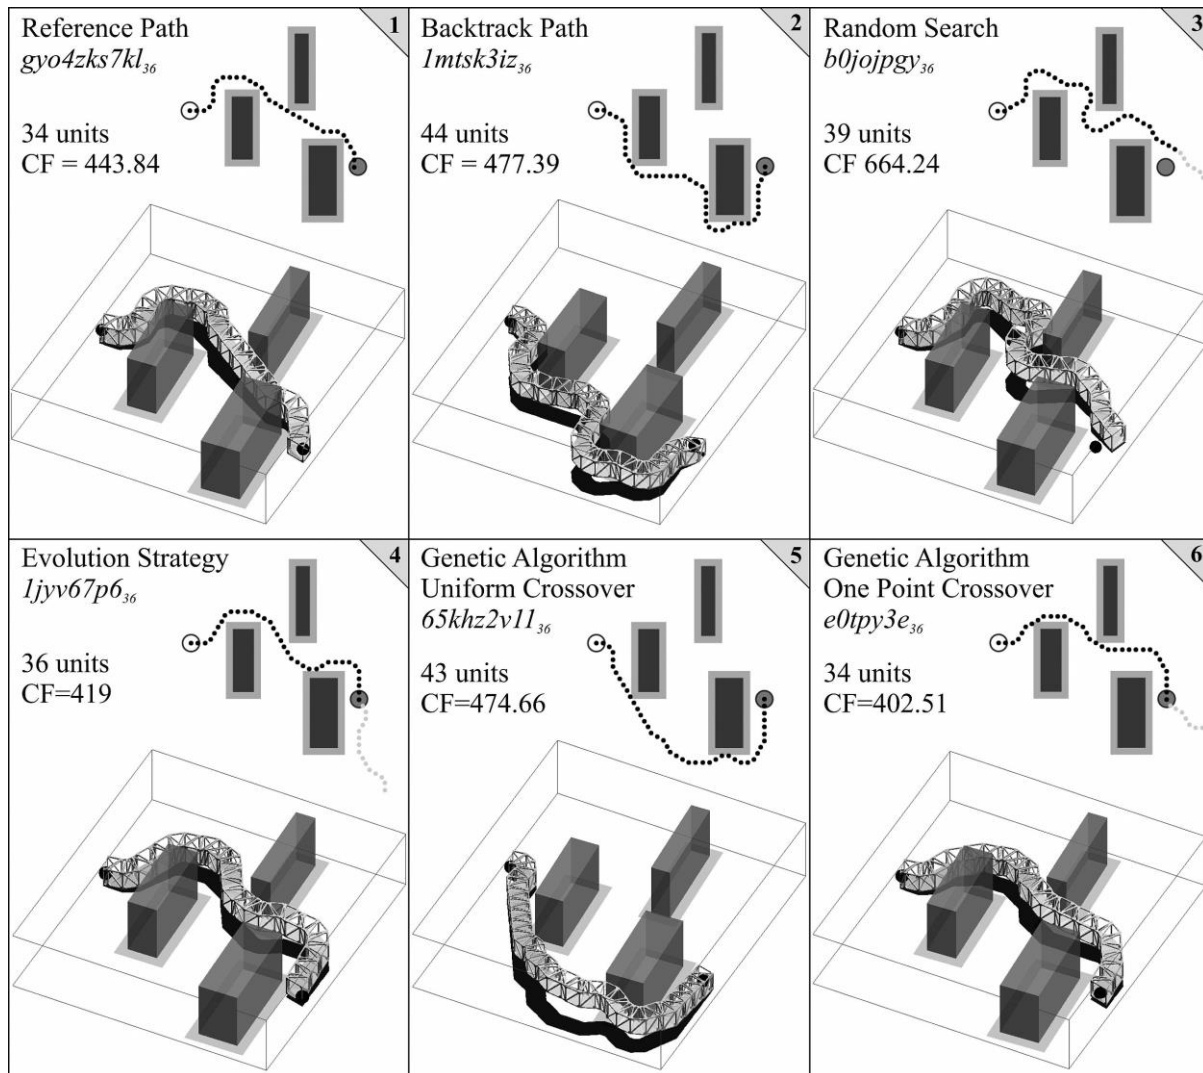 Reference Path
1
gyo4zks7kl36
34 units
CF = 443.84
Backtrack Path
2
1mtsk3iz36
44 units
CF = 477.39
Random Search
3
b0jojpgy36
39 units
CF 664.24
Evolution Strategy
4
1jyv67p636
36 units
CF=419
Genetic Algorithm
5
Uniform Crossover
65khz2v1136
43 units
CF=474.66
Genetic Algorithm
6
One Point Crossover
e0tpy3e36
34 units
CF=402.51